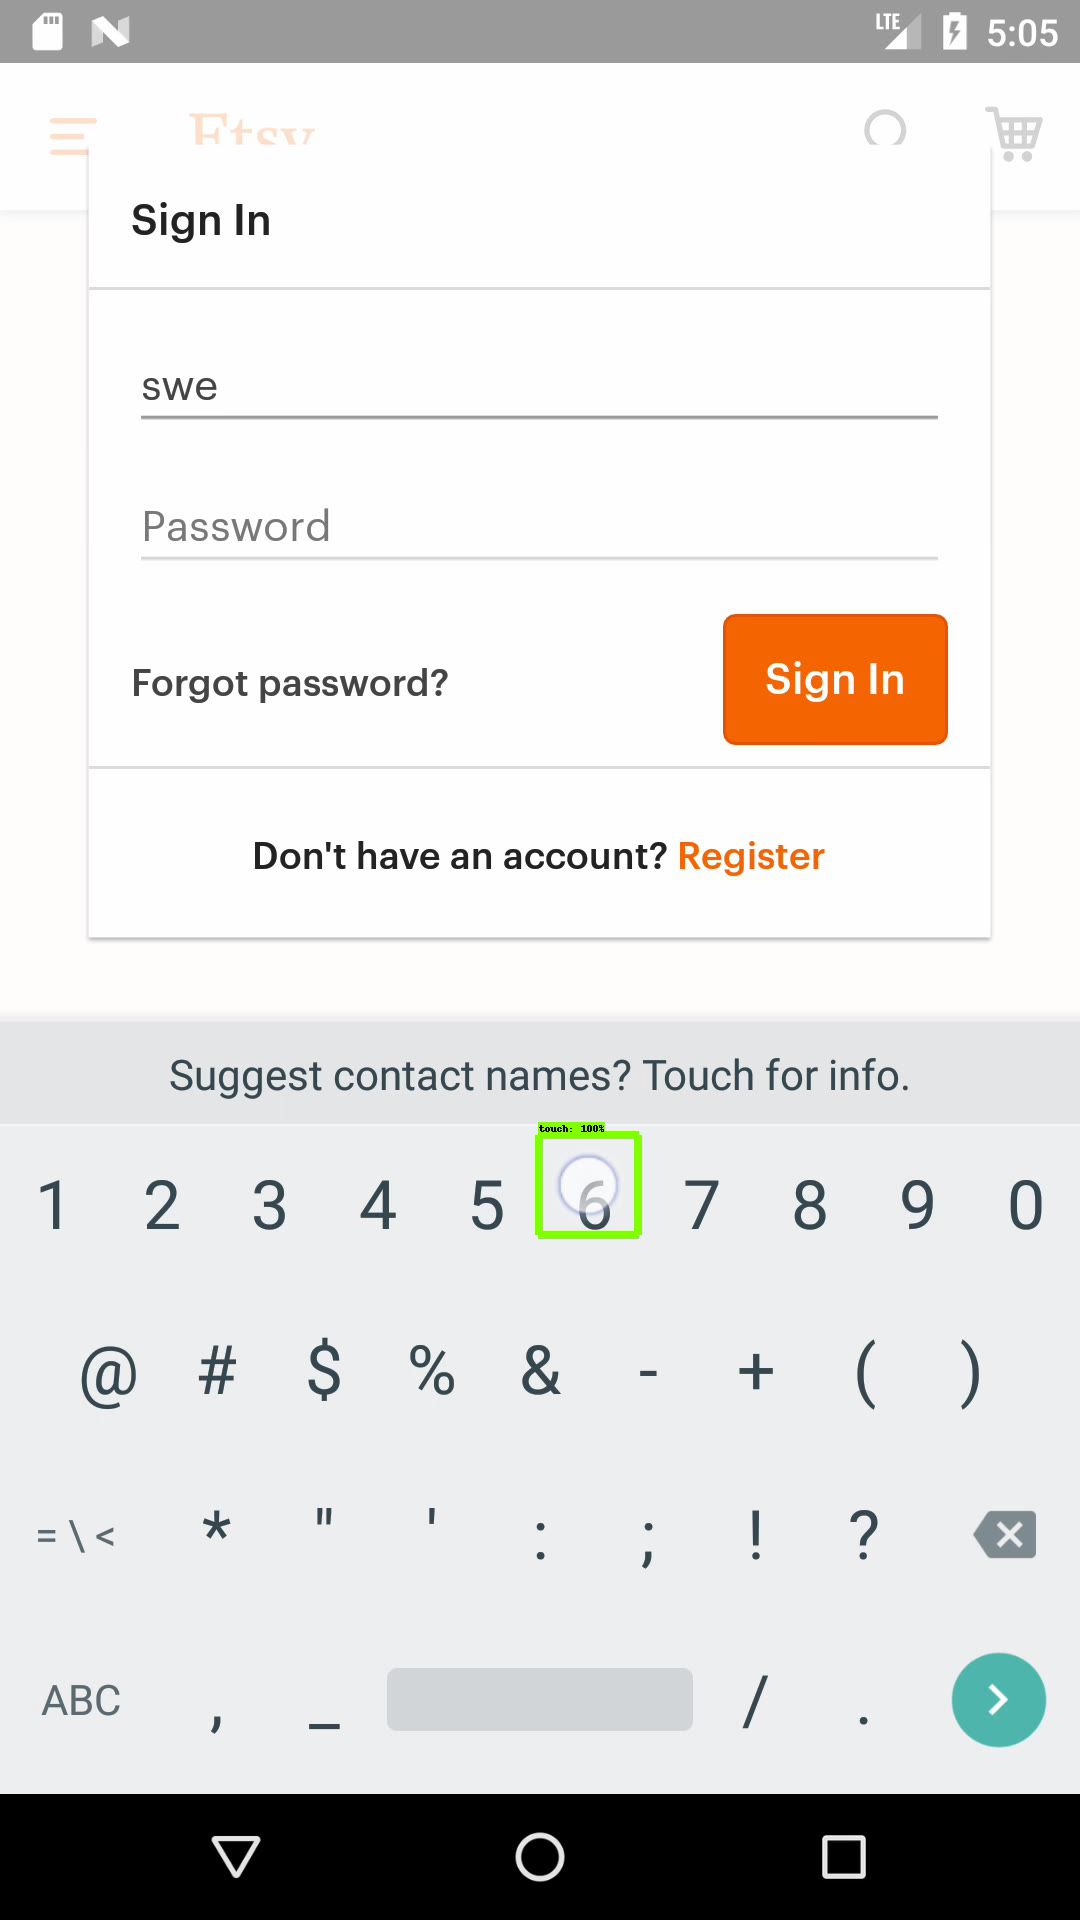 LTE 5:05
Etsy
Sign In
swe
Password
Forgot password?
Sign In
Don't have an account? Register
Suggest contact names? Touch for info.
touch: 100%
1 2 3 4 5 6 7 8 9 0
@ # $ % & - + ( )
= \ < * " ' : ; ! ?
ABC , _ / .